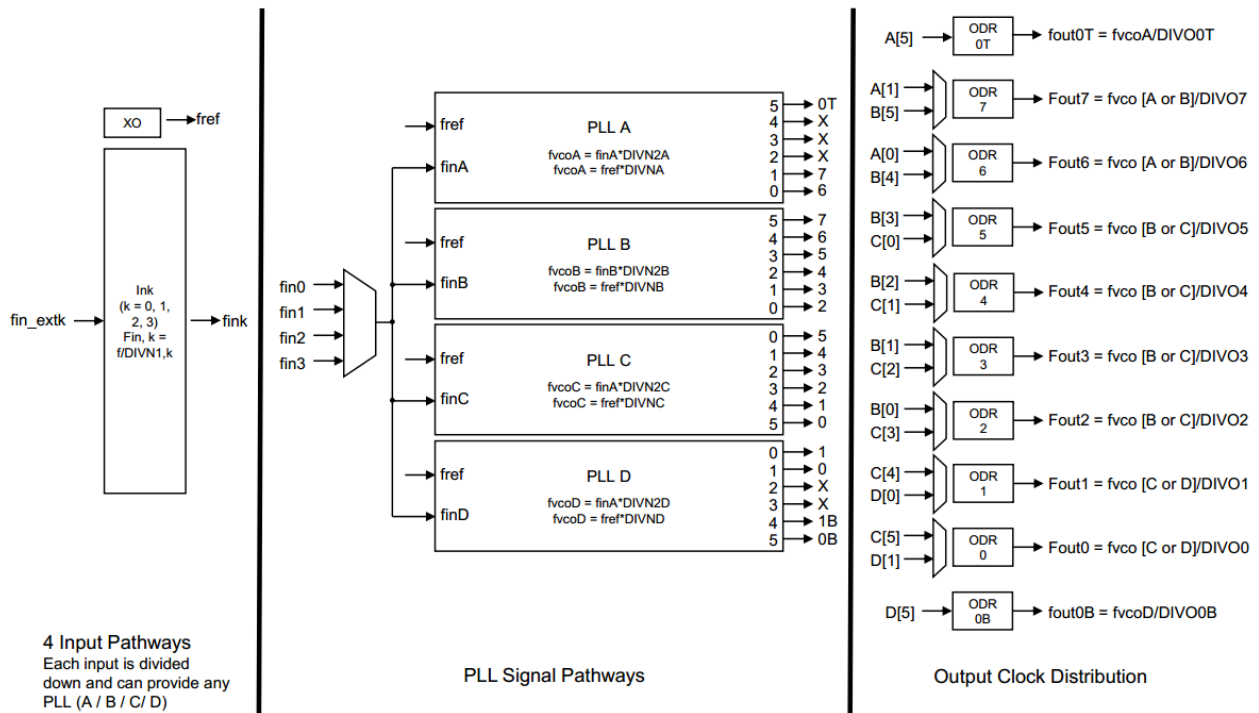 XO
fref
fin_extk
Ink
(k = 0, 1,
2, 3)
Fin, k =
f/DIVN1,k
fink
4 Input Pathways
Each input is divided
down and can provide any
PLL (A / B / C/ D)
fin0
fin1
fin2
fin3
fref
finA
PLL A
fvcoA = finA*DIVN2A
fvcoA = fref*DIVNA
5 0T
4 X
3 X
2 X
1 7
0 6
fref
finB
PLL B
fvcoB = finB*DIVN2B
fvcoB = fref*DIVNB
5 7
4 6
3 5
2 4
1 3
0 2
fref
finC
PLL C
fvcoC = finA*DIVN2C
fvcoC = fref*DIVNC
0 5
1 4
2 3
3 2
4 1
5 0
fref
finD
PLL D
fvcoD = finA*DIVN2D
fvcoD = fref*DIVND
0 1
1 0
2 X
3 X
4 1B
5 0B
PLL Signal Pathways
A[5]
ODR
0T
fout0T = fvcoA/DIVO0T
A[1]
B[5]
ODR
7
Fout7 = fvco [A or B]/DIVO7
A[0]
B[4]
ODR
6
Fout6 = fvco [A or B]/DIVO6
B[3]
C[0]
ODR
5
Fout5 = fvco [B or C]/DIVO5
B[2]
C[1]
ODR
4
Fout4 = fvco [B or C]/DIVO4
B[1]
C[2]
ODR
3
Fout3 = fvco [B or C]/DIVO3
B[0]
C[3]
ODR
2
Fout2 = fvco [B or C]/DIVO2
C[4]
D[0]
ODR
1
Fout1 = fvco [C or D]/DIVO1
C[5]
D[1]
ODR
0
Fout0 = fvco [C or D]/DIVO0
D[5]
ODR
0B
fout0B = fvcoD/DIVO0B
Output Clock Distribution